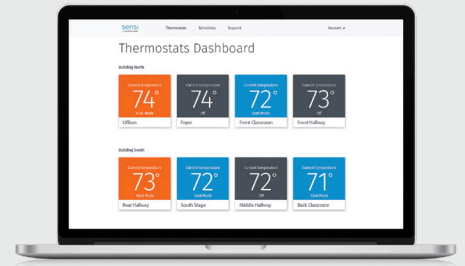 sensi
Thermostats Schedules Support Account
Thermostats Dashboard
Building North
Current Temperature Current Temperature Current Temperature Current Temperature
74° 74° 72° 73°
Heat Mode Off Cool Mode Off
Offices Foyer Front Classroom Front Hallway
Building South
Current Temperature Current Temperature Current Temperature Current Temperature
73° 72° 72° 71°
Heat Mode Cool Mode Off Cool Mode
Rear Hallway South Stage Middle Hallway Back Classroom